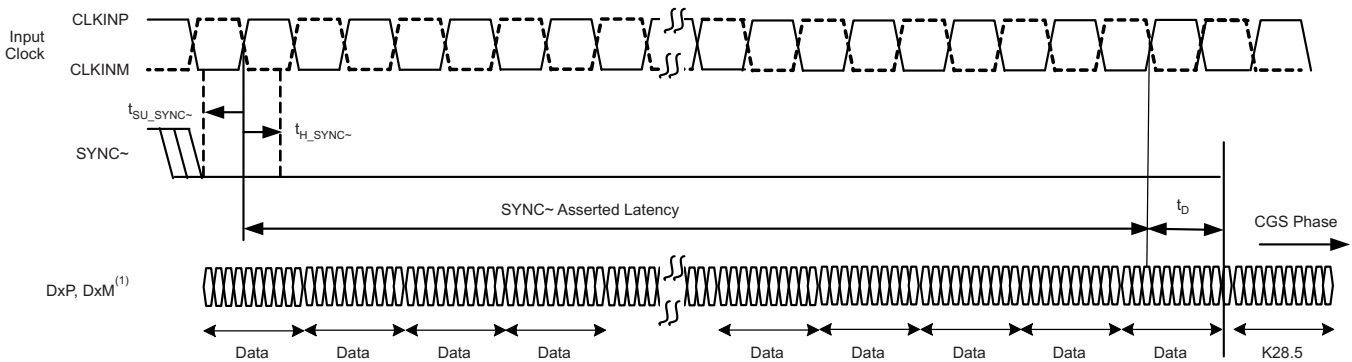 CLKINP
Input
Clock
CLKINM
tSU_SYNC~
tH_SYNC~
SYNC~
SYNC~ Asserted Latency
tD
CGS Phase
DxP, DxM(1)
Data Data Data Data Data Data Data Data Data K28.5